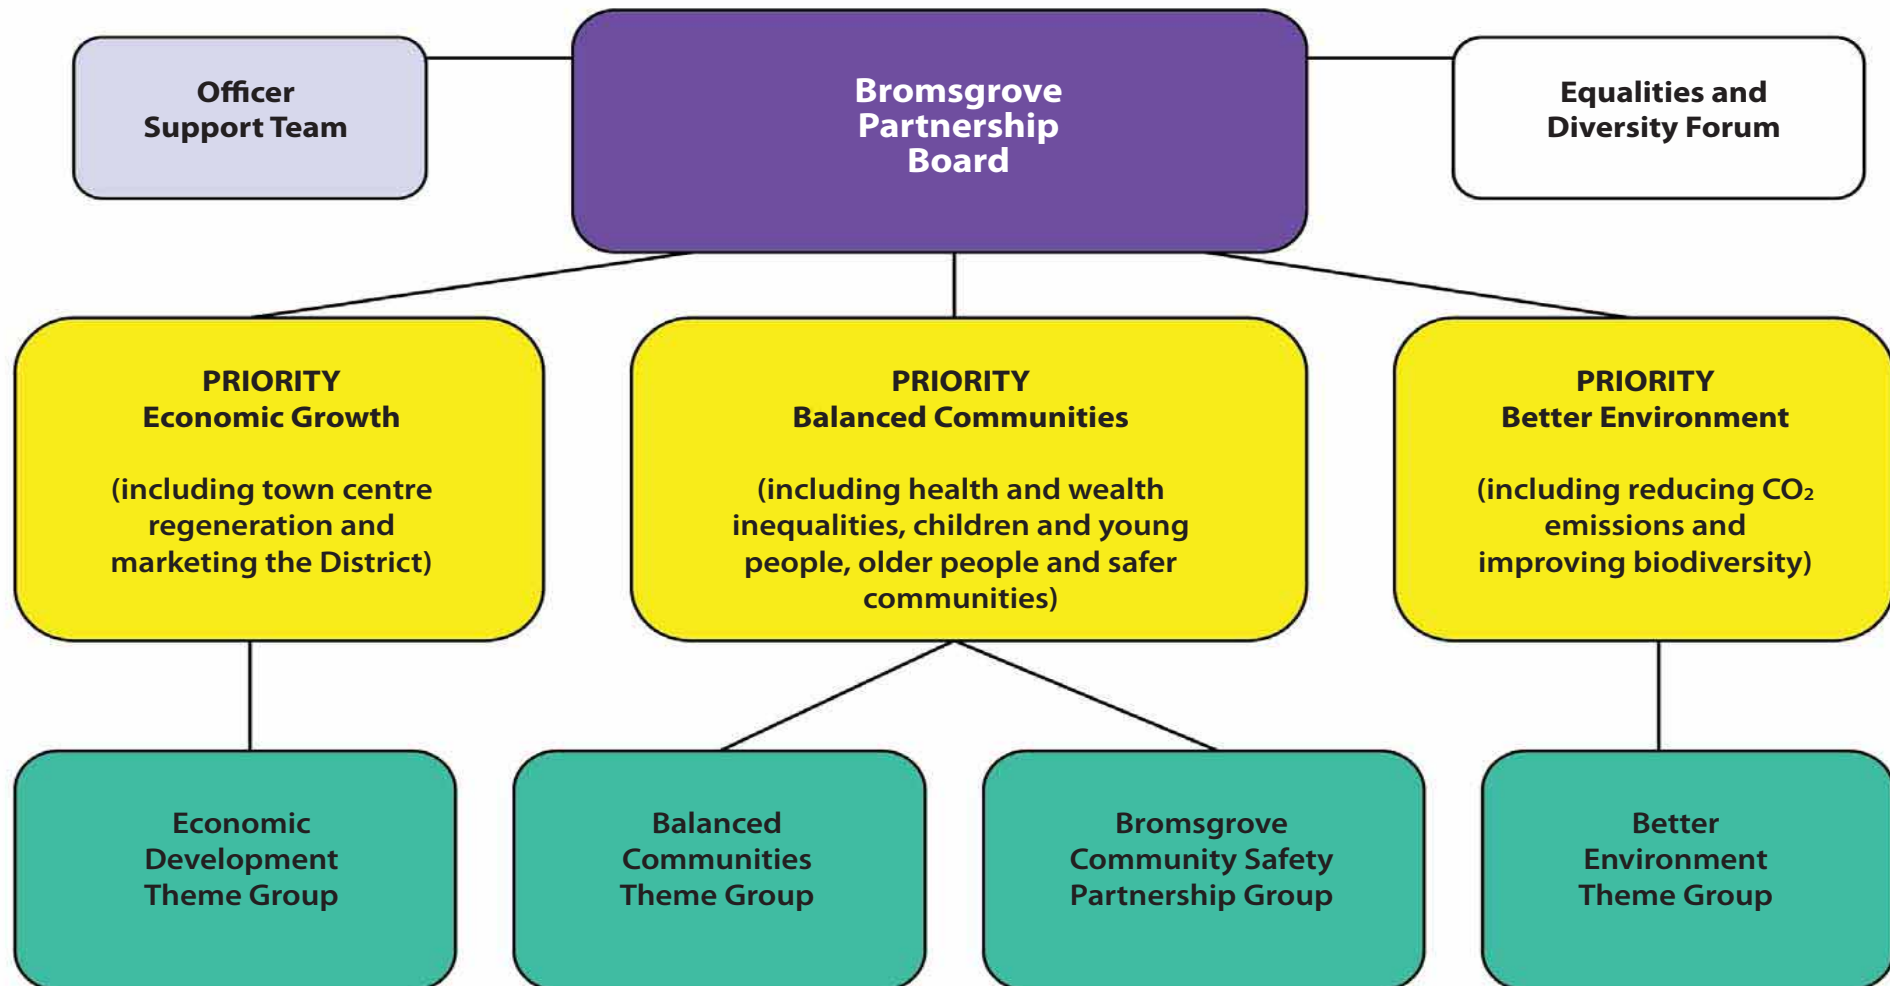 Officer
Support Team
Bromsgrove
Partnership
Board
Equalities and
Diversity Forum
PRIORITY
Economic Growth
(including town centre
regeneration and
marketing the District)
PRIORITY
Balanced Communities
(including health and wealth
inequalities, children and young
people, older people and safer
communities)
PRIORITY
Better Environment
(including reducing CO₂
emissions and
improving biodiversity)
Economic
Development
Theme Group
Balanced
Communities
Theme Group
Bromsgrove
Community Safety
Partnership Group
Better
Environment
Theme Group